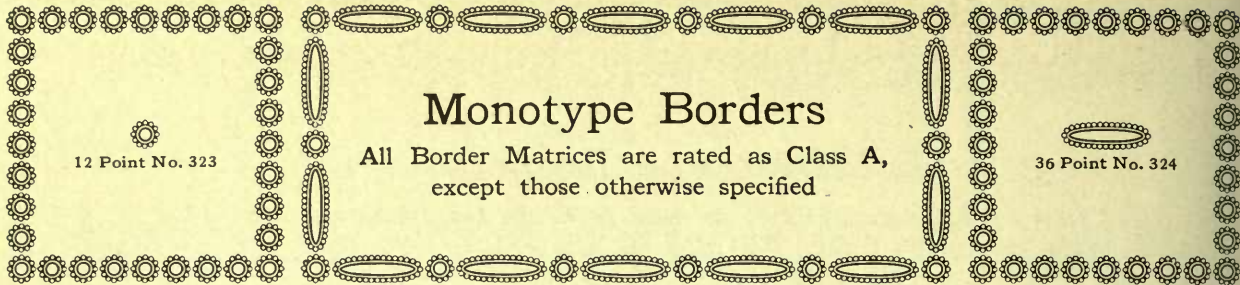 12 Point No. 323
Monotype Borders
All Border Matrices are rated as Class A,
except those otherwise specified
36 Point No. 324